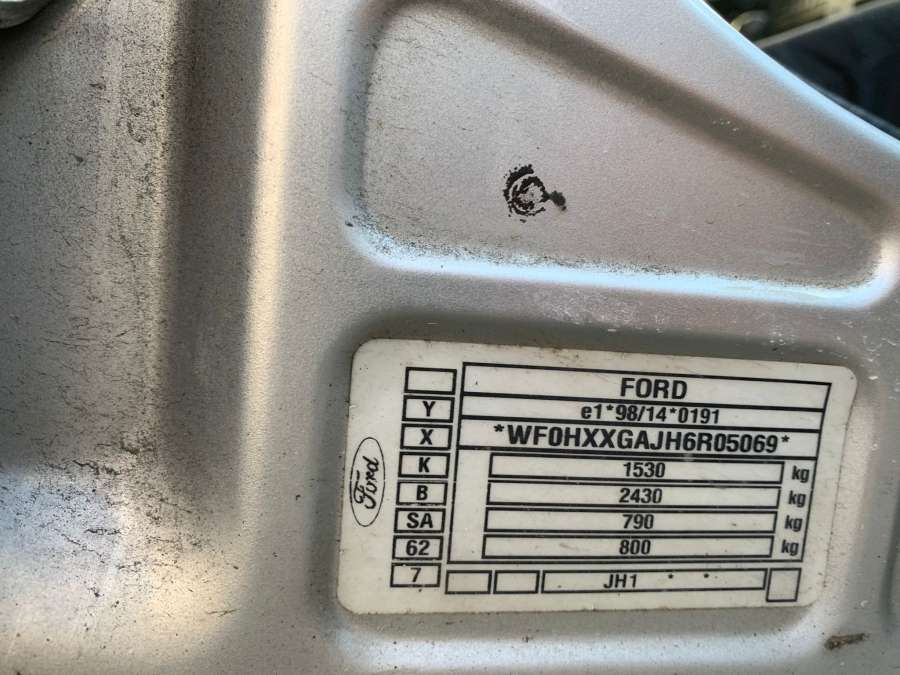 Ford
FORD
Y e1*98/14*0191
X *WF0HXXGAJH6R05069*
K 1530 kg
B 2430 kg
SA 790 kg
62 800 kg
7 JH1 * *